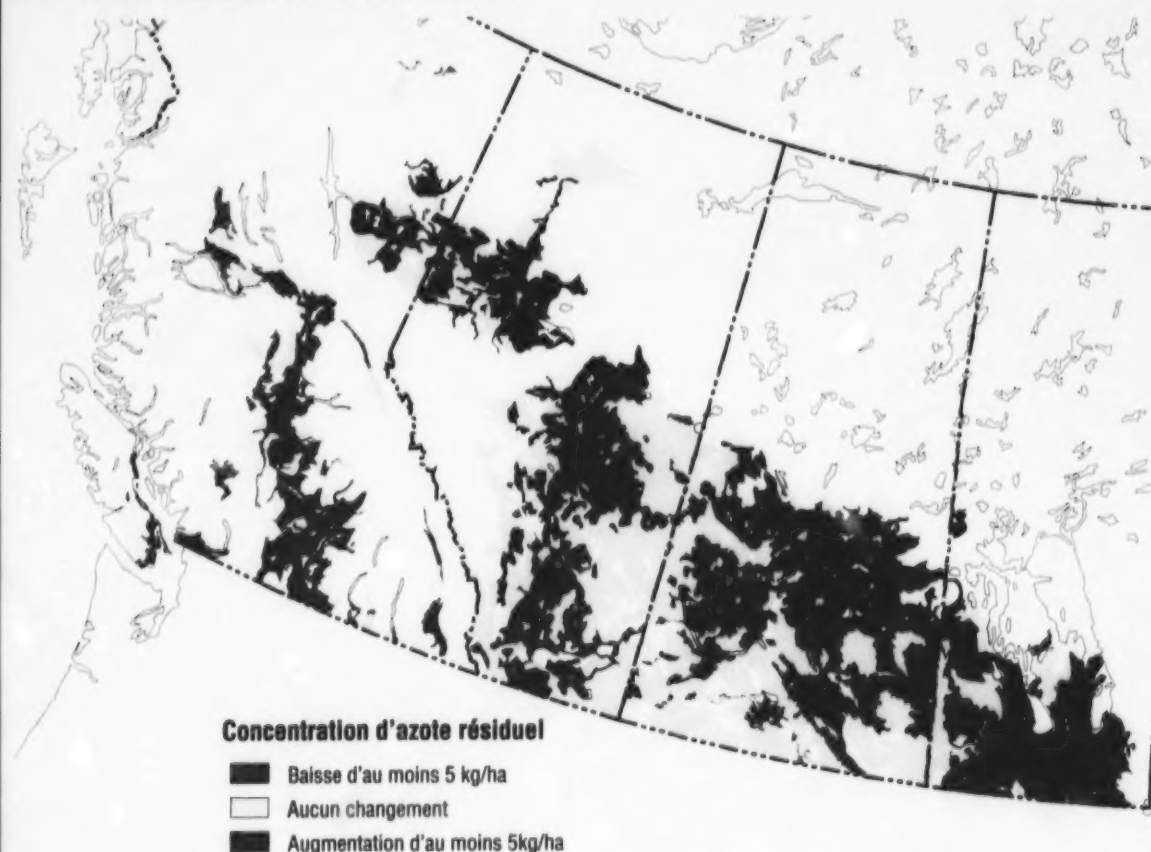 Concentration d'azote résiduel
Baisse d'au moins 5 kg/ha
Aucun changement
Augmentation d'au moins 5kg/ha